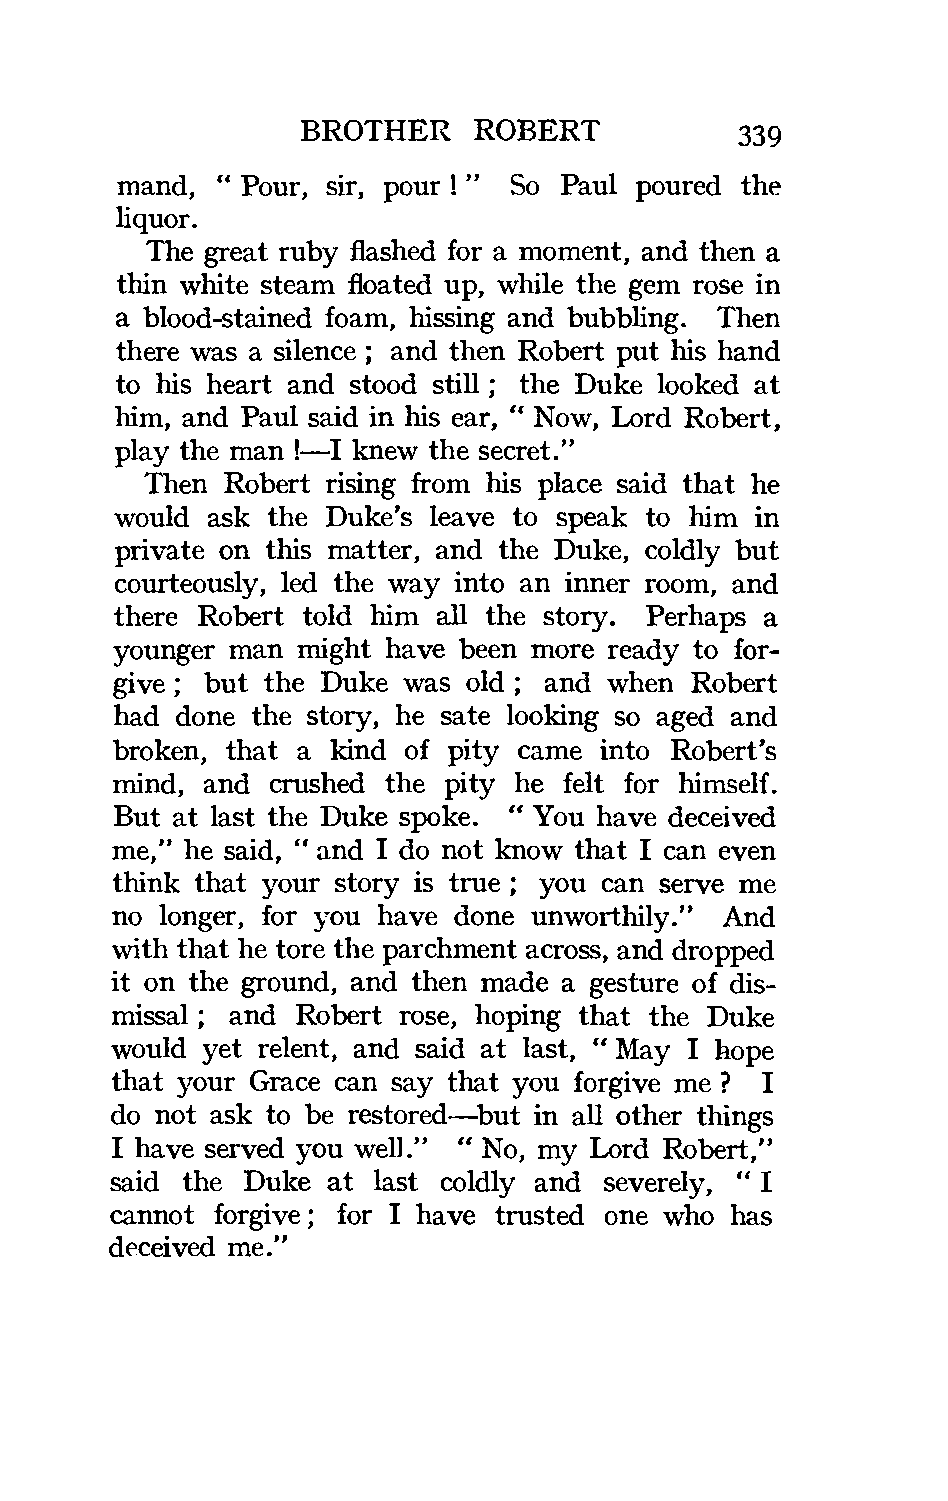 BROTHER ROBERT 339
mand, “ Pour, sir, pour ! ” So Paul poured the
liquor.
The great ruby flashed for a moment, and then a
thin white steam floated up, while the gem rose in
a blood-stained foam, hissing and bubbling. Then
there was a silence ; and then Robert put his hand
to his heart and stood still ; the Duke looked at
him, and Paul said in his ear, “ Now, Lord Robert,
play the man !—I knew the secret.”
Then Robert rising from his place said that he
would ask the Duke’s leave to speak to him in
private on this matter, and the Duke, coldly but
courteously, led the way into an inner room, and
there Robert told him all the story. Perhaps a
younger man might have been more ready to for-
give ; but the Duke was old ; and when Robert
had done the story, he sate looking so aged and
broken, that a kind of pity came into Robert’s
mind, and crushed the pity he felt for himself.
But at last the Duke spoke. “ You have deceived
me,” he said, “ and I do not know that I can even
think that your story is true ; you can serve me
no longer, for you have done unworthily.” And
with that he tore the parchment across, and dropped
it on the ground, and then made a gesture of dis-
missal ; and Robert rose, hoping that the Duke
would yet relent, and said at last, “ May I hope
that your Grace can say that you forgive me ? I
do not ask to be restored—but in all other things
I have served you well.” “ No, my Lord Robert,”
said the Duke at last coldly and severely, “ I
cannot forgive ; for I have trusted one who has
deceived me.”